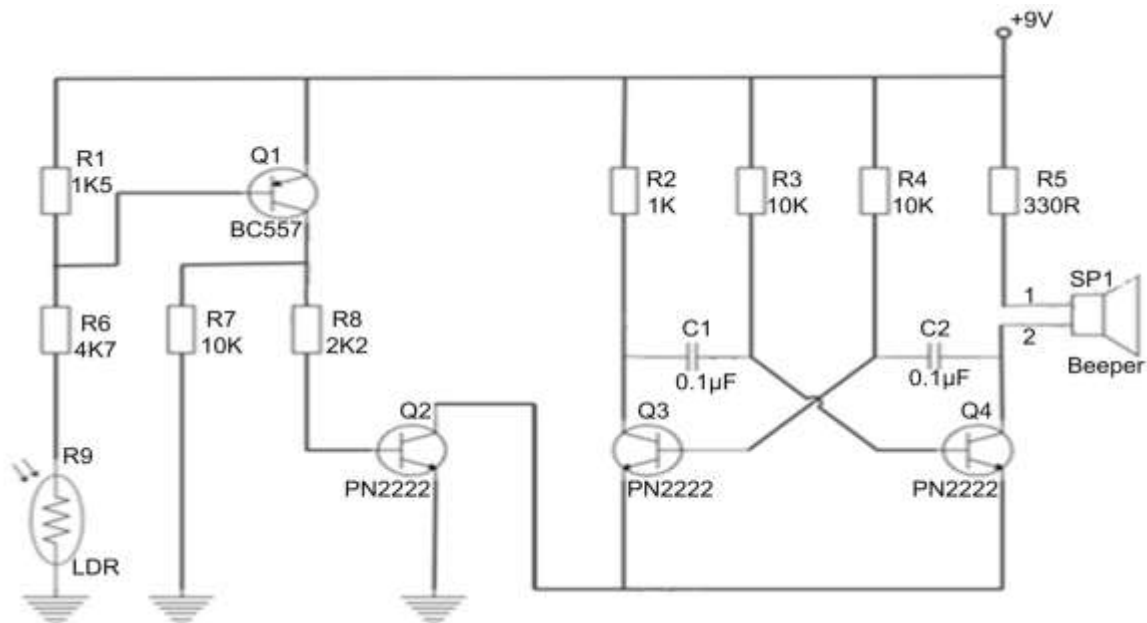 +9V
R1
1K5
Q1
BC557
R2
1K
R3
10K
R4
10K
R5
330R
SP1
1
2
Beeper
R6
4K7
R7
10K
R8
2K2
C1
0.1µF
C2
0.1µF
Q2
PN2222
Q3
PN2222
Q4
PN2222
R9
LDR